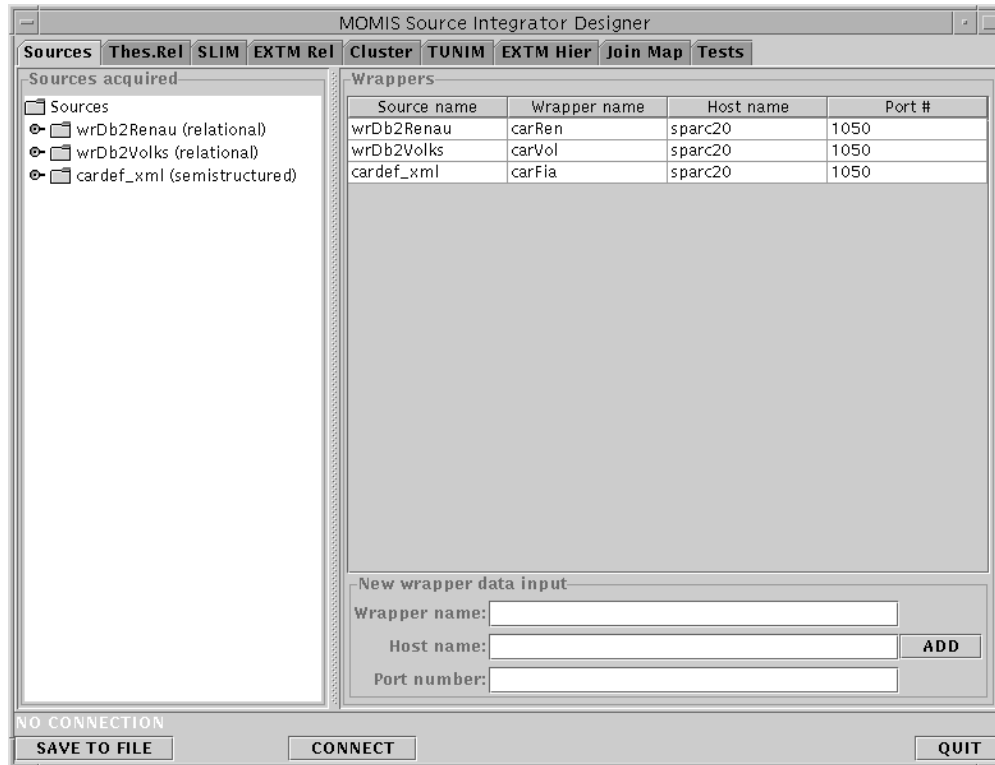 MOMIS Source Integrator Designer
Sources Thes.Rel SLIM EXTM Rel Cluster TUNIM EXTM Hier Join Map Tests
Sources acquired
Sources
wrDb2Renau (relational)
wrDb2Volks (relational)
cardef_xml (semistructured)
Wrappers
Source name Wrapper name Host name Port #
wrDb2Renau carRen sparc20 1050
wrDb2Volks carVol sparc20 1050
cardef_xml carFia sparc20 1050
New wrapper data input
Wrapper name:
Host name: ADD
Port number:
NO CONNECTION
SAVE TO FILE CONNECT QUIT